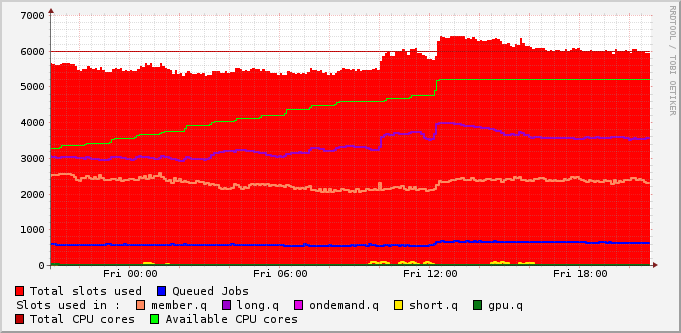 RRDTOOL / TOBI OETIKER
7000
6000
5000
4000
3000
2000
1000
0
Fri 00:00 Fri 06:00 Fri 12:00 Fri 18:00
Total slots used Queued Jobs
Slots used in : member.q long.q ondemand.q short.q gpu.q
Total CPU cores Available CPU cores